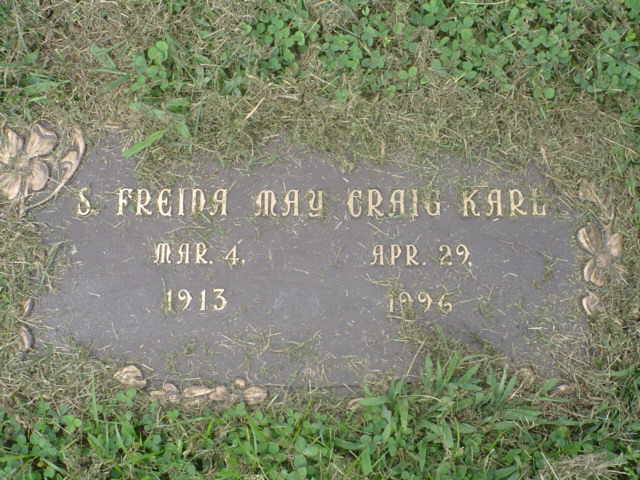 S. FREIDA MAY CRAIG KARL
MAR. 4, APR. 29,
1913 1996